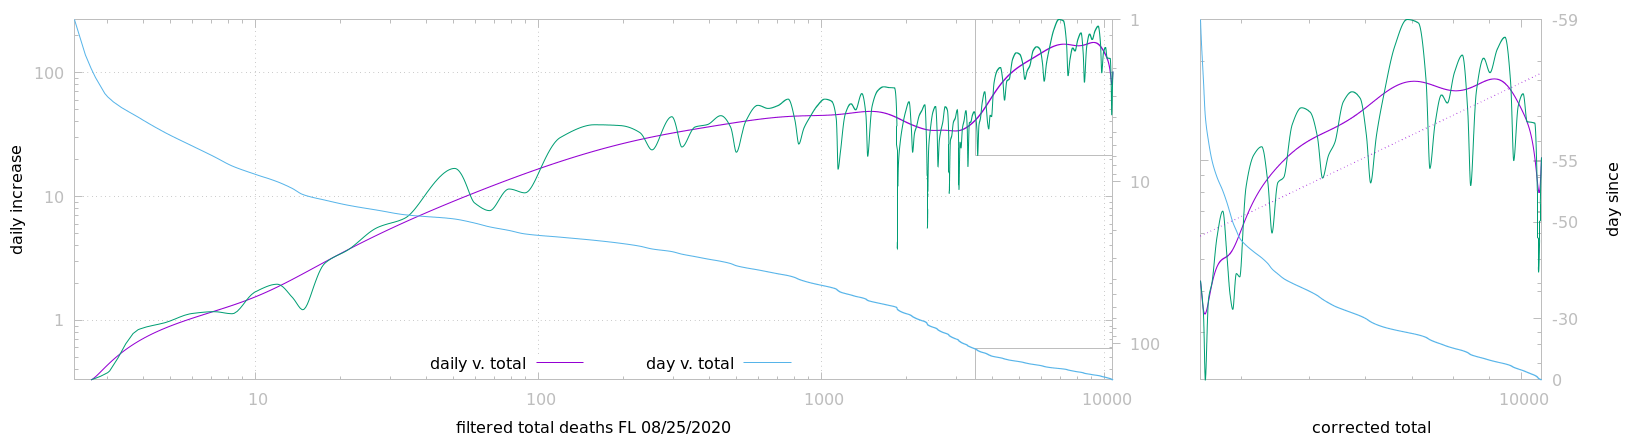 1
-59
100
daily increase
-55
day since
10
10
-50
1
-30
100
daily v. total
day v. total
0
10
100
1000
10000
10000
filtered total deaths FL 08/25/2020
corrected total